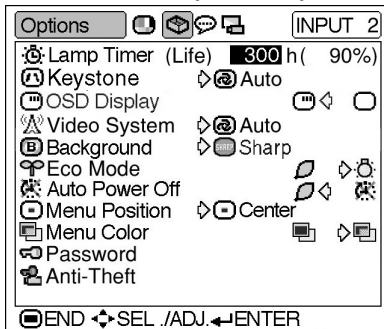 Options INPUT 2
Lamp Timer (Life) 300 h( 90%)
Keystone Auto
OSD Display
Video System Auto
B Background SHARP Sharp
Eco Mode
Auto Power Off
Menu Position Center
Menu Color
Password
Anti-Theft
END SEL ./ADJ. ENTER